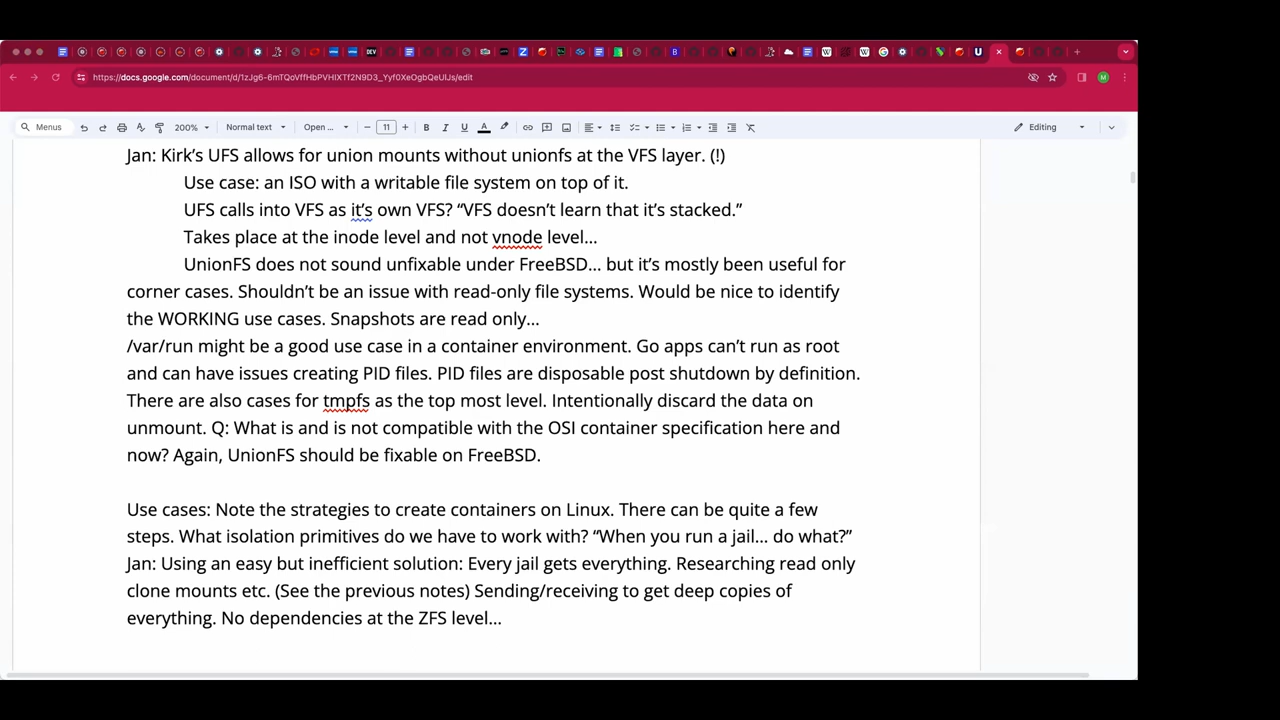 https://docs.google.com/document/d/1zJg6-6mTQoVffHbPVHIXTf2N9D3_Yyf0XeOgbQeUIJs/edit
Menus 200% Normal text Open ... 11 Editing
Jan: Kirk’s UFS allows for union mounts without unionfs at the VFS layer. (!)
Use case: an ISO with a writable file system on top of it.
UFS calls into VFS as it’s own VFS? “VFS doesn’t learn that it’s stacked.”
Takes place at the inode level and not vnode level…
UnionFS does not sound unfixable under FreeBSD… but it’s mostly been useful for
corner cases. Shouldn’t be an issue with read-only file systems. Would be nice to identify
the WORKING use cases. Snapshots are read only…
/var/run might be a good use case in a container environment. Go apps can’t run as root
and can have issues creating PID files. PID files are disposable post shutdown by definition.
There are also cases for tmpfs as the top most level. Intentionally discard the data on
unmount. Q: What is and is not compatible with the OSI container specification here and
now? Again, UnionFS should be fixable on FreeBSD.
Use cases: Note the strategies to create containers on Linux. There can be quite a few
steps. What isolation primitives do we have to work with? “When you run a jail… do what?”
Jan: Using an easy but inefficient solution: Every jail gets everything. Researching read only
clone mounts etc. (See the previous notes) Sending/receiving to get deep copies of
everything. No dependencies at the ZFS level…